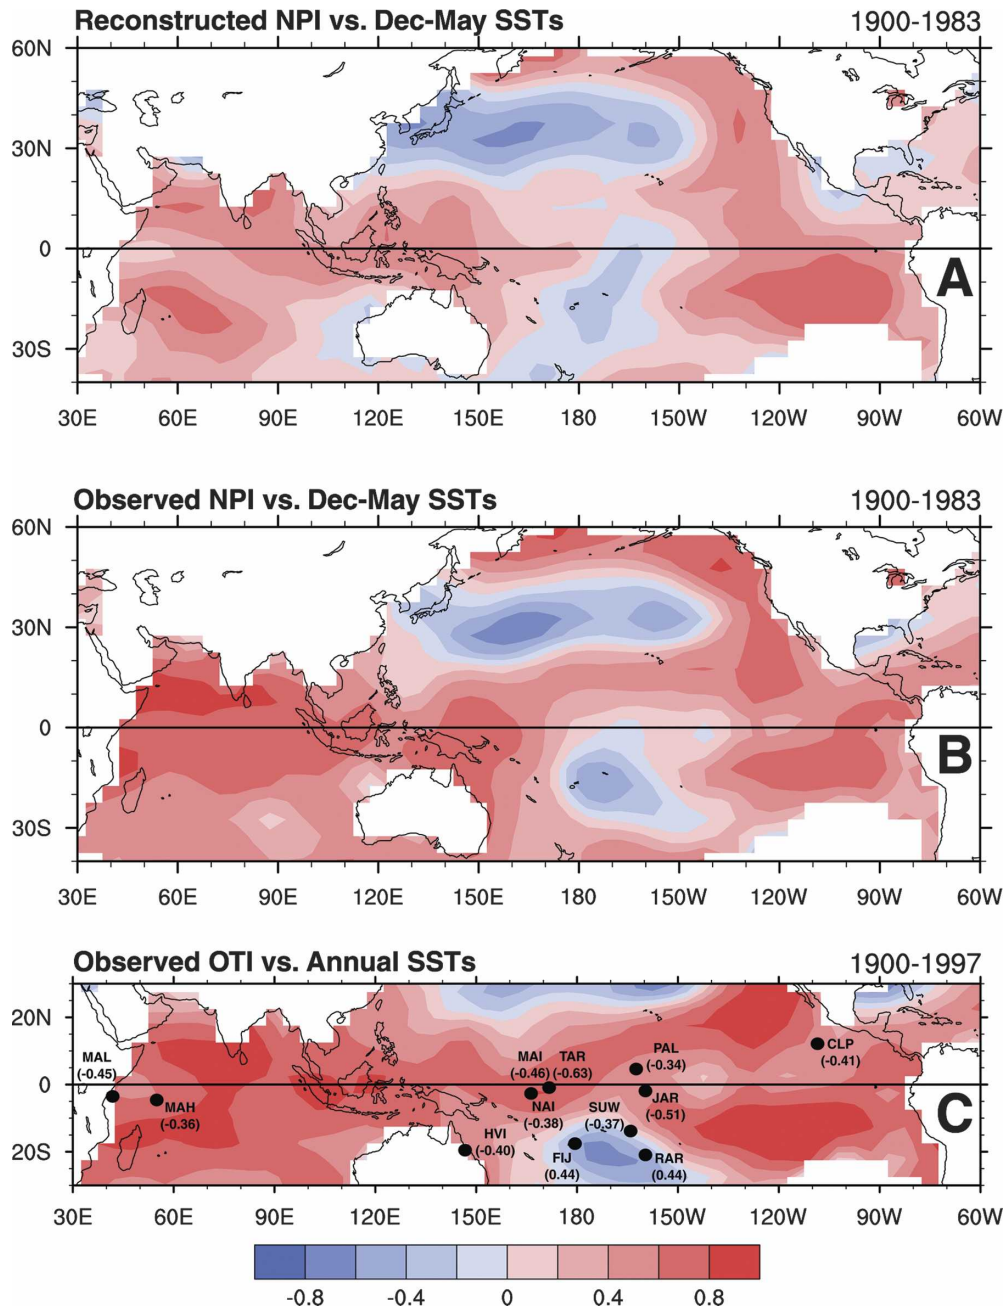 Reconstructed NPI vs. Dec-May SSTs 1900-1983
60N
30N
0
30S
A
30E 60E 90E 120E 150E 180 150W 120W 90W 60W
Observed NPI vs. Dec-May SSTs 1900-1983
60N
30N
0
30S
B
30E 60E 90E 120E 150E 180 150W 120W 90W 60W
Observed OTI vs. Annual SSTs 1900-1997
20N
0
20S
MAL
(-0.45)
MAH
(-0.36)
HVI
(-0.40)
MAI TAR
(-0.46) (-0.63)
NAI
(-0.38)
SUW
(-0.37)
PAL
(-0.34)
JAR
(-0.51)
FIJ
(0.44)
RAR
(0.44)
CLP
(-0.41)
C
30E 60E 90E 120E 150E 180 150W 120W 90W 60W
-0.8 -0.4 0 0.4 0.8